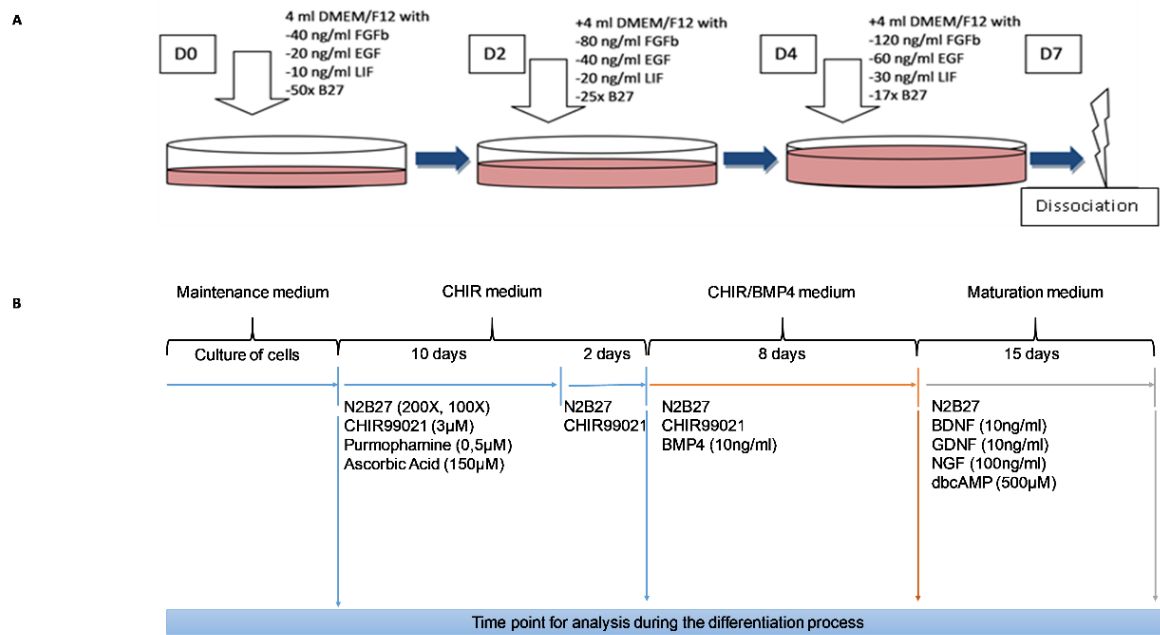 A
D0
4 ml DMEM/F12 with
-40 ng/ml FGFb
-20 ng/ml EGF
-10 ng/ml LIF
-50x B27
D2
+4 ml DMEM/F12 with
-80 ng/ml FGFb
-40 ng/ml EGF
-20 ng/ml LIF
-25x B27
D4
+4 ml DMEM/F12 with
-120 ng/ml FGFb
-60 ng/ml EGF
-30 ng/ml LIF
-17x B27
D7
Dissociation
B
Maintenance medium
CHIR medium
CHIR/BMP4 medium
Maturation medium
Culture of cells
10 days
2 days
8 days
15 days
N2B27 (200X, 100X)
CHIR99021 (3µM)
Purmophamine (0,5µM)
Ascorbic Acid (150µM)
N2B27
CHIR99021
N2B27
CHIR99021
BMP4 (10ng/ml)
N2B27
BDNF (10ng/ml)
GDNF (10ng/ml)
NGF (100ng/ml)
dbcAMP (500µM)
Time point for analysis during the differentiation process